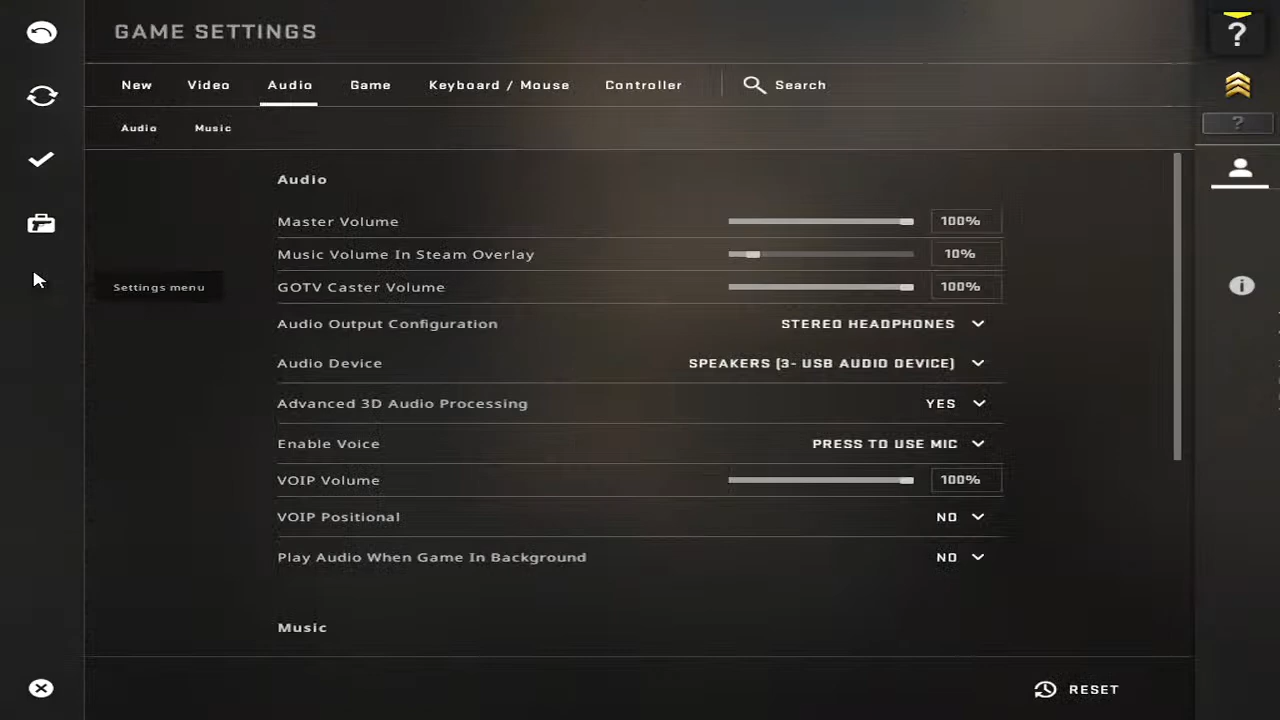 GAME SETTINGS
?
New Video Audio Game Keyboard / Mouse Controller Search
?
Audio Music
Audio
Master Volume 100%
Music Volume In Steam Overlay 10%
GOTV Caster Volume 100%
Settings menu
Audio Output Configuration STEREO HEADPHONES
Audio Device SPEAKERS (3- USB AUDIO DEVICE)
Advanced 3D Audio Processing YES
Enable Voice PRESS TO USE MIC
VOIP Volume 100%
VOIP Positional NO
Play Audio When Game In Background NO
Music
RESET